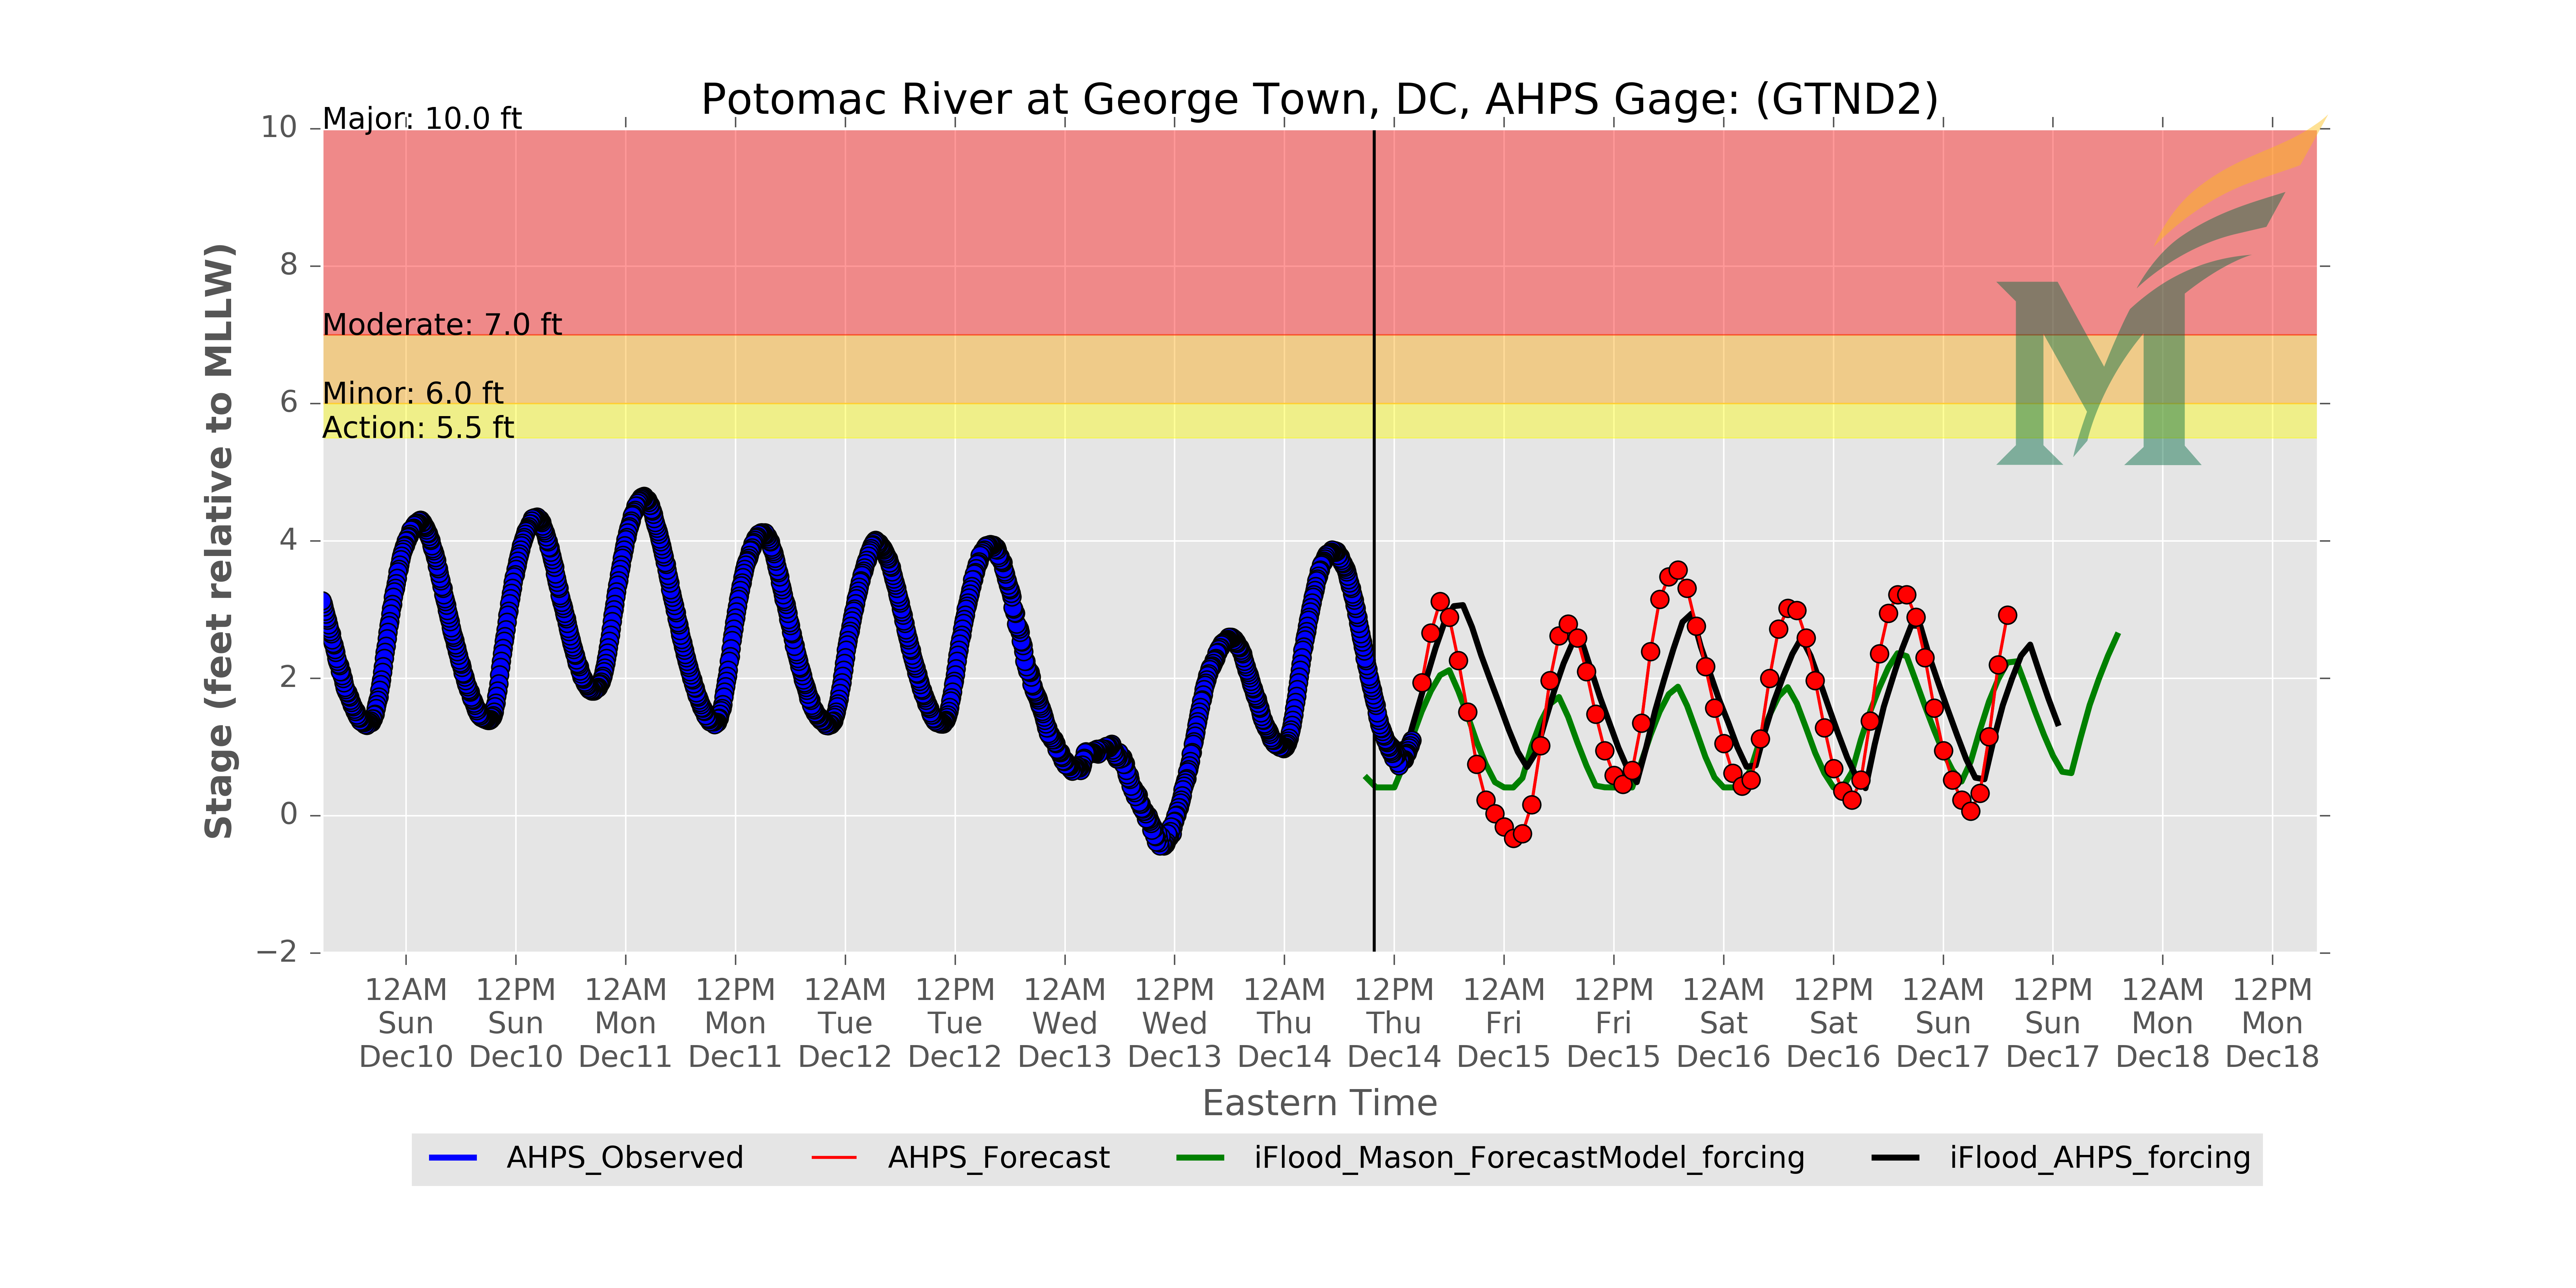 Potomac River at George Town, DC, AHPS Gage: (GTND2)
Major: 10.0 ft
Moderate: 7.0 ft
Minor: 6.0 ft
Action: 5.5 ft
Stage (feet relative to MLLW)
10
8
6
4
2
0
−2
12AM 12PM 12AM 12PM 12AM 12PM 12AM 12PM 12AM 12PM 12AM 12PM 12AM 12PM 12AM 12PM 12AM 12PM
Sun Sun Mon Mon Tue Tue Wed Wed Thu Thu Fri Fri Sat Sat Sun Sun Mon Mon
Dec10 Dec10 Dec11 Dec11 Dec12 Dec12 Dec13 Dec13 Dec14 Dec14 Dec15 Dec15 Dec16 Dec16 Dec17 Dec17 Dec18 Dec18
Eastern Time
AHPS_Observed AHPS_Forecast iFlood_Mason_ForecastModel_forcing iFlood_AHPS_forcing